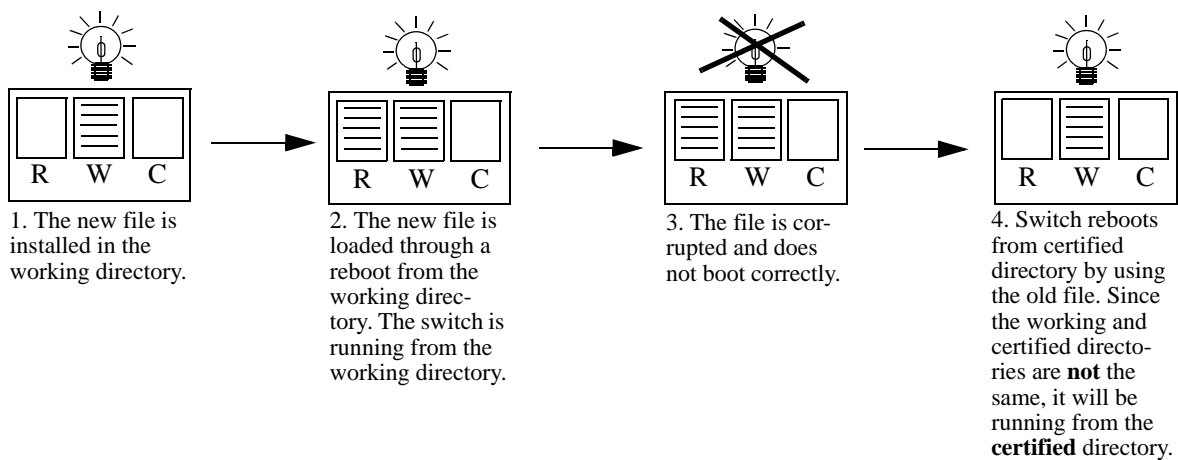 R W C
1. The new file is
installed in the
working directory.
R W C
2. The new file is
loaded through a
reboot from the
working direc-
tory. The switch is
running from the
working directory.
R W C
3. The file is cor-
rupted and does
not boot correctly.
R W C
4. Switch reboots
from certified
directory by using
the old file. Since
the working and
certified directo-
ries are not the
same, it will be
running from the
certified directory.